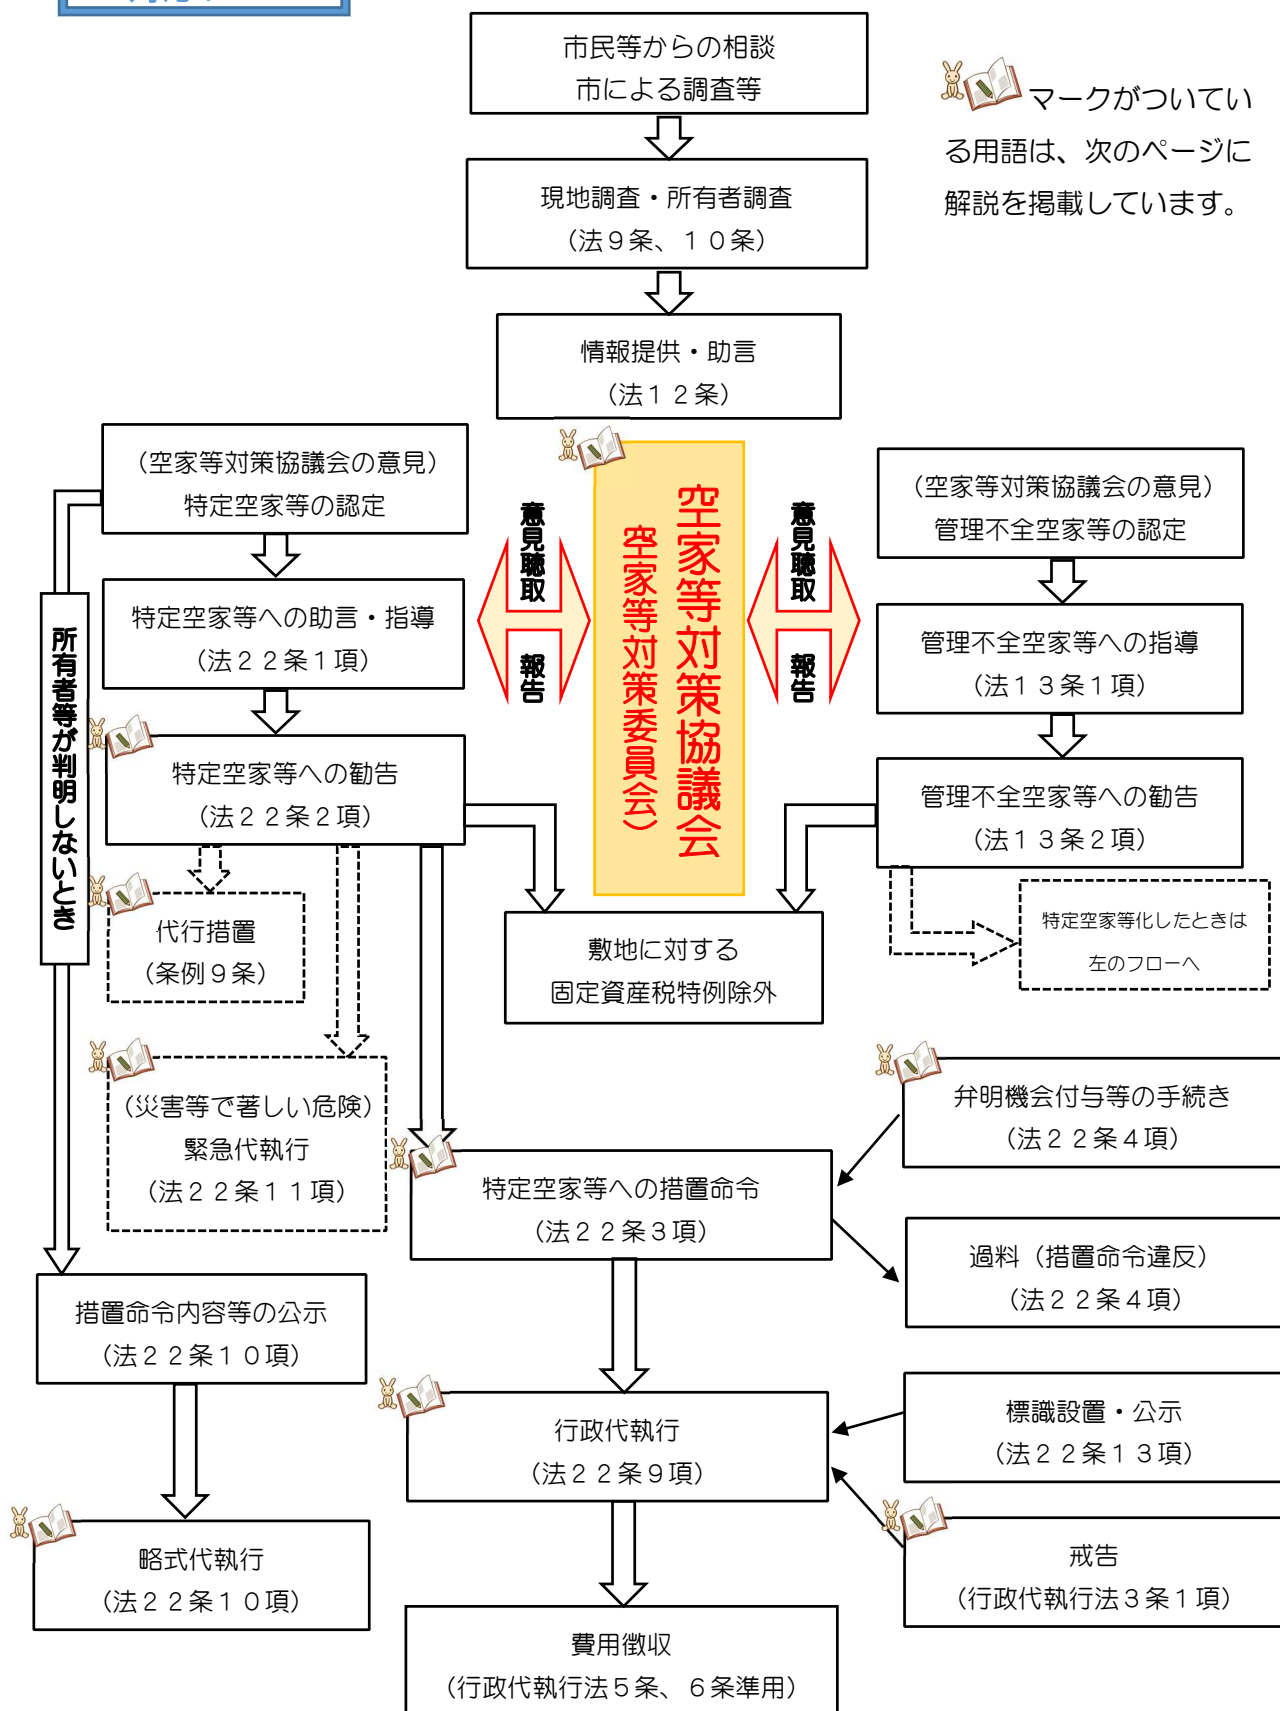 市民等からの相談
市による調査等
マークがついてい
る用語は、次のページに
解説を掲載しています。
現地調査・所有者調査
（法９条、１０条）
情報提供・助言
（法１２条）
（空家等対策協議会の意見）
特定空家等の認定
特定空家等への助言・指導
（法２２条１項）
特定空家等への勧告
（法２２条２項）
所有者等が判明しないとき
意見聴取
報告
空家等対策協議会
（空家等対策委員会）
意見聴取
報告
（空家等対策協議会の意見）
管理不全空家等の認定
管理不全空家等への指導
（法１３条１項）
管理不全空家等への勧告
（法１３条２項）
代行措置
（条例９条）
敷地に対する
固定資産税特例除外
特定空家等化したときは
左のフローへ
（災害等で著しい危険）
緊急代執行
（法２２条１１項）
特定空家等への措置命令
（法２２条３項）
弁明機会付与等の手続き
（法２２条４項）
過料（措置命令違反）
（法２２条４項）
措置命令内容等の公示
（法２２条１０項）
行政代執行
（法２２条９項）
標識設置・公示
（法２２条１３項）
略式代執行
（法２２条１０項）
戒告
（行政代執行法３条１項）
費用徴収
（行政代執行法５条、６条準用）